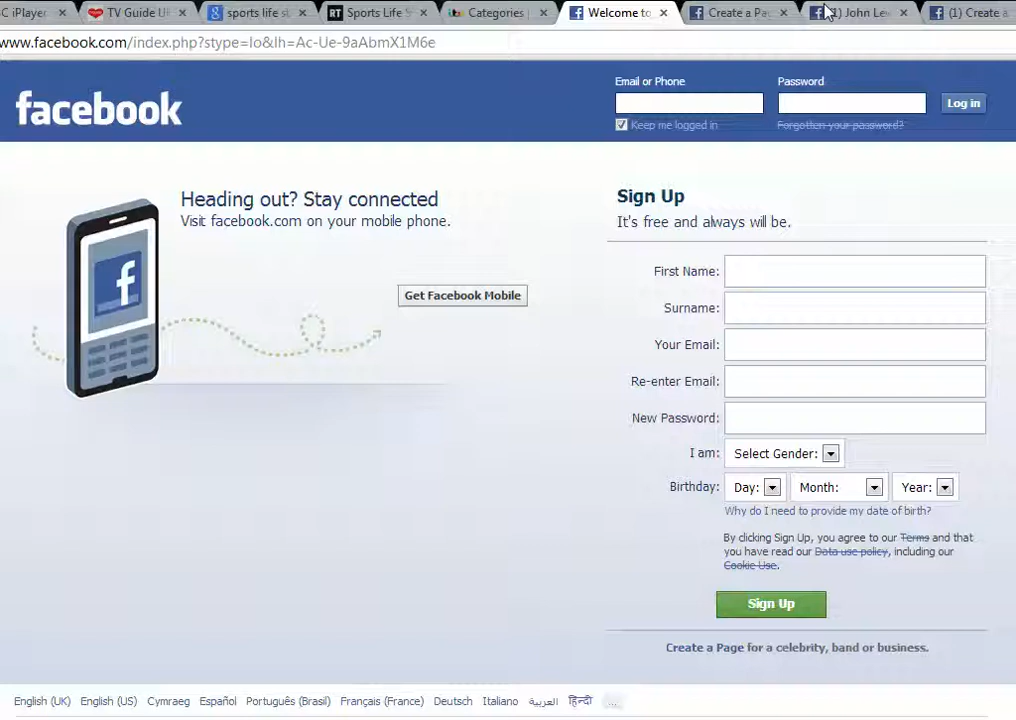 C iPlayer
TV Guide U
sports life st
Sports Life S
Categories
Welcome to
Create a Pa
1) John Lew
(1) Create a
www.facebook.com/index.php?stype=lo&lh=Ac-Ue-9aAbmX1M6e
facebook
Email or Phone
Password
Log in
Keep me logged in
Forgotten your password?
Heading out? Stay connected
Visit facebook.com on your mobile phone.
Get Facebook Mobile
Sign Up
It's free and always will be.
First Name:
Surname:
Your Email:
Re-enter Email:
New Password:
I am: Select Gender:
Birthday: Day: Month: Year:
Why do I need to provide my date of birth?
By clicking Sign Up, you agree to our Terms and that
you have read our Data use policy, including our
Cookie Use.
Sign Up
Create a Page for a celebrity, band or business.
English (UK) English (US) Cymraeg Español Português (Brasil) Français (France) Deutsch Italiano العربية हिन्दी ...